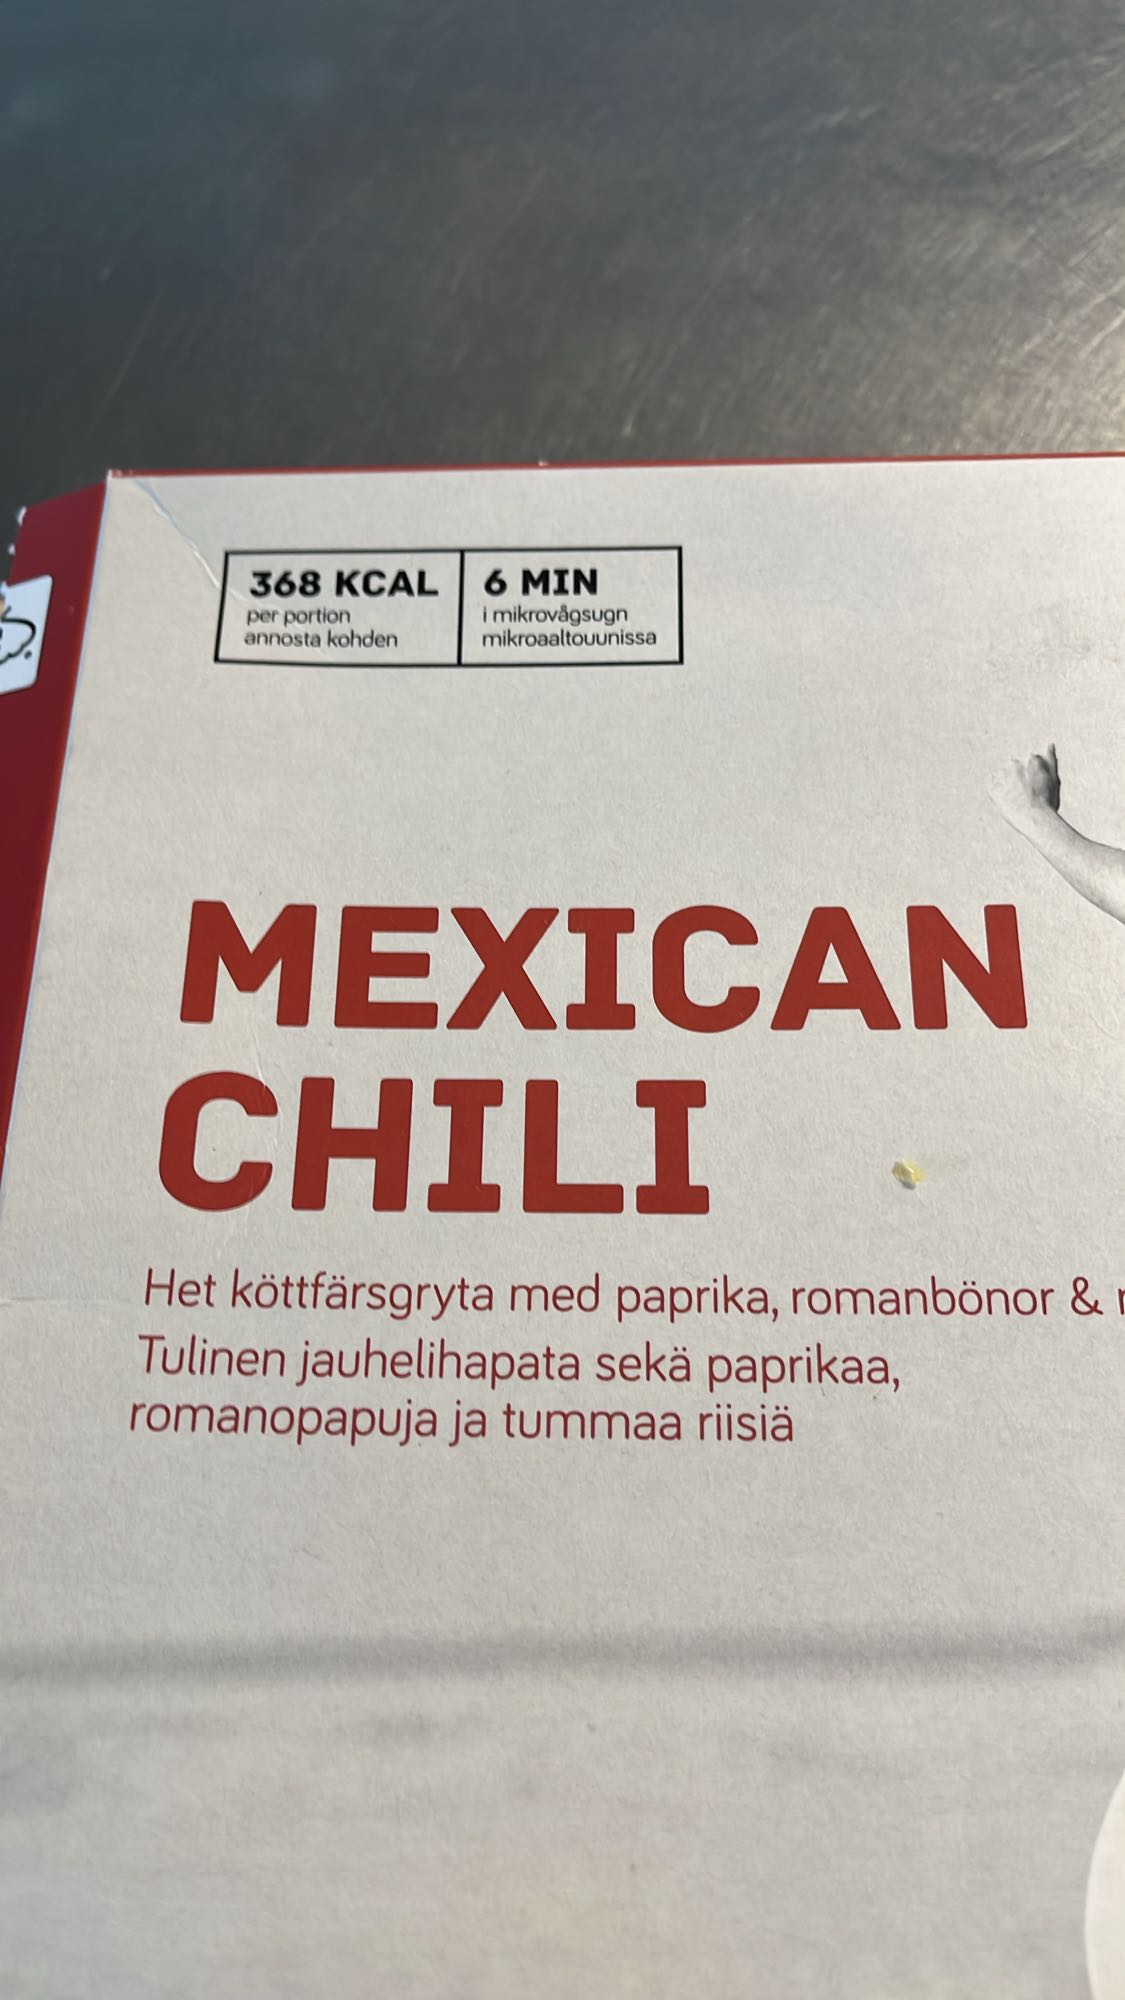 368 KCAL
per portion
annosta kohden
6 MIN
i mikrovågsugn
mikroaaltouunissa
MEXICAN
CHILI
Het köttfärsgryta med paprika, romanbönor &
Tulinen jauhelihapata sekä paprikaa,
romanopapuja ja tummaa riisiä